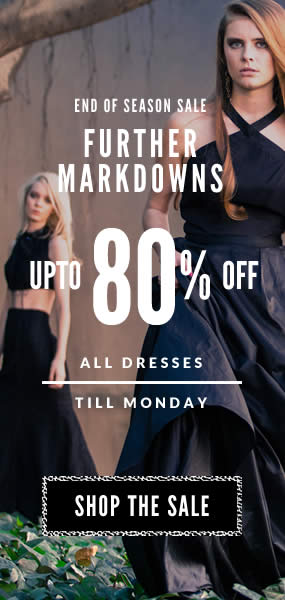 END OF SEASON SALE
FURTHER
MARKDOWNS
UPTO 80% OFF
ALL DRESSES
TILL MONDAY
SHOP THE SALE